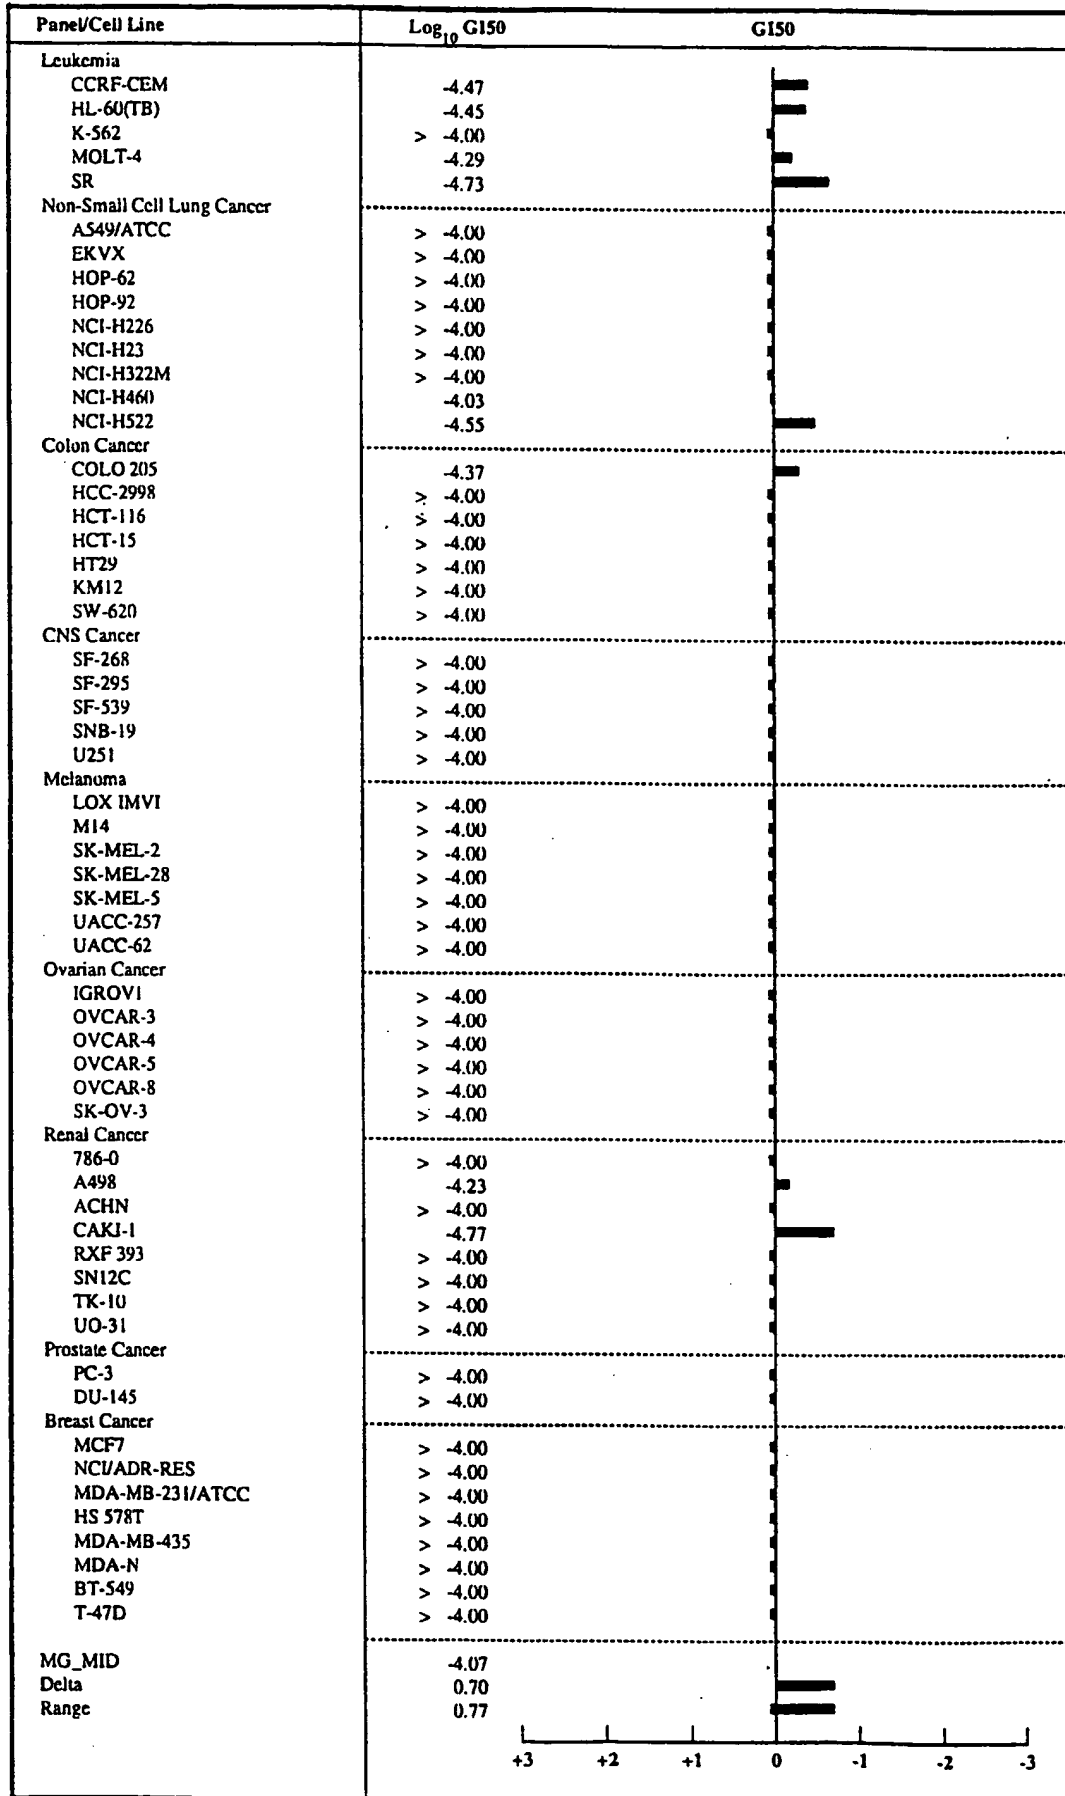 Panel/Cell Line Log10 GI50 GI50
Leukemia
CCRF-CEM -4.47
HL-60(TB) -4.45
K-562 > -4.00
MOLT-4 -4.29
SR -4.73
Non-Small Cell Lung Cancer
A549/ATCC > -4.00
EKVX > -4.00
HOP-62 > -4.00
HOP-92 > -4.00
NCI-H226 > -4.00
NCI-H23 > -4.00
NCI-H322M > -4.00
NCI-H460 -4.03
NCI-H522 -4.55
Colon Cancer
COLO 205 -4.37
HCC-2998 > -4.00
HCT-116 > -4.00
HCT-15 > -4.00
HT29 > -4.00
KM12 > -4.00
SW-620 > -4.00
CNS Cancer
SF-268 > -4.00
SF-295 > -4.00
SF-539 > -4.00
SNB-19 > -4.00
U251 > -4.00
Melanoma
LOX IMVI > -4.00
M14 > -4.00
SK-MEL-2 > -4.00
SK-MEL-28 > -4.00
SK-MEL-5 > -4.00
UACC-257 > -4.00
UACC-62 > -4.00
Ovarian Cancer
IGROV1 > -4.00
OVCAR-3 > -4.00
OVCAR-4 > -4.00
OVCAR-5 > -4.00
OVCAR-8 > -4.00
SK-OV-3 > -4.00
Renal Cancer
786-0 > -4.00
A498 -4.23
ACHN > -4.00
CAKI-1 -4.77
RXF 393 > -4.00
SN12C > -4.00
TK-10 > -4.00
UO-31 > -4.00
Prostate Cancer
PC-3 > -4.00
DU-145 > -4.00
Breast Cancer
MCF7 > -4.00
NCI/ADR-RES > -4.00
MDA-MB-231/ATCC > -4.00
HS 578T > -4.00
MDA-MB-435 > -4.00
MDA-N > -4.00
BT-549 > -4.00
T-47D > -4.00
MG_MID -4.07
Delta 0.70
Range 0.77
+3 +2 +1 0 -1 -2 -3